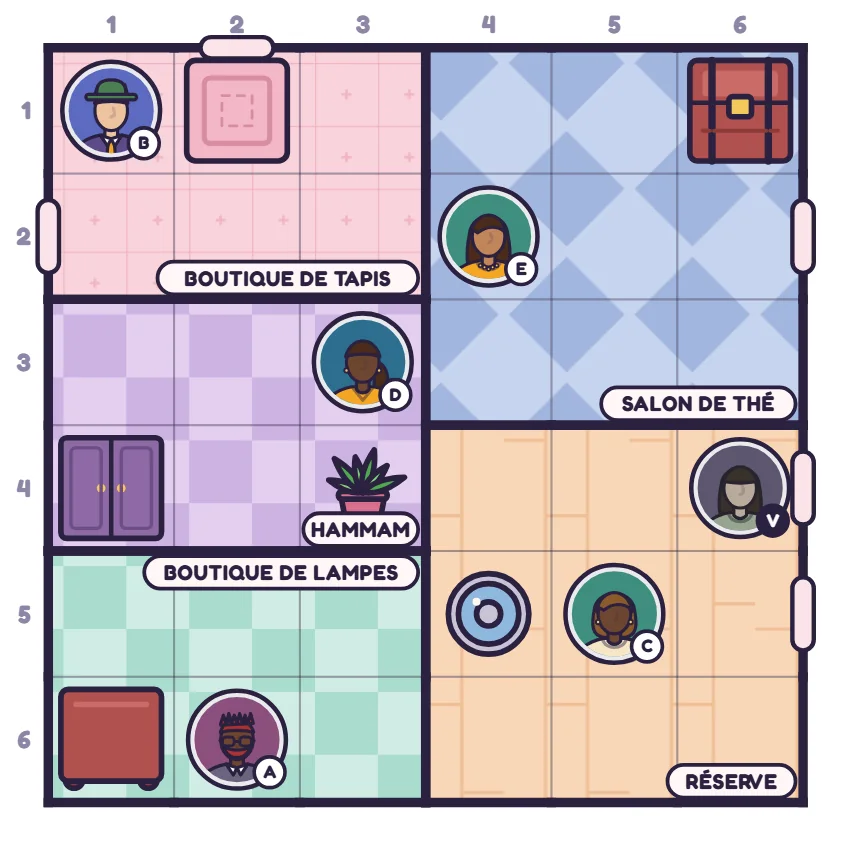 1 2 3 4 5 6
1
B
2
E
BOUTIQUE DE TAPIS
3
D
SALON DE THÉ
4
V
HAMMAM
BOUTIQUE DE LAMPES
5
C
6
A
RÉSERVE